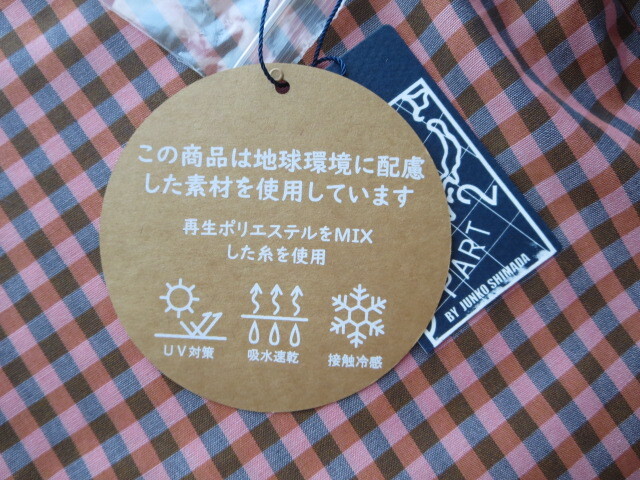 この商品は地球環境に配慮
した素材を使用しています
再生ポリエステルをMIX
した糸を使用
UV対策
吸水速乾
接触冷感
PART 2
BY JUNKO SHIMADA